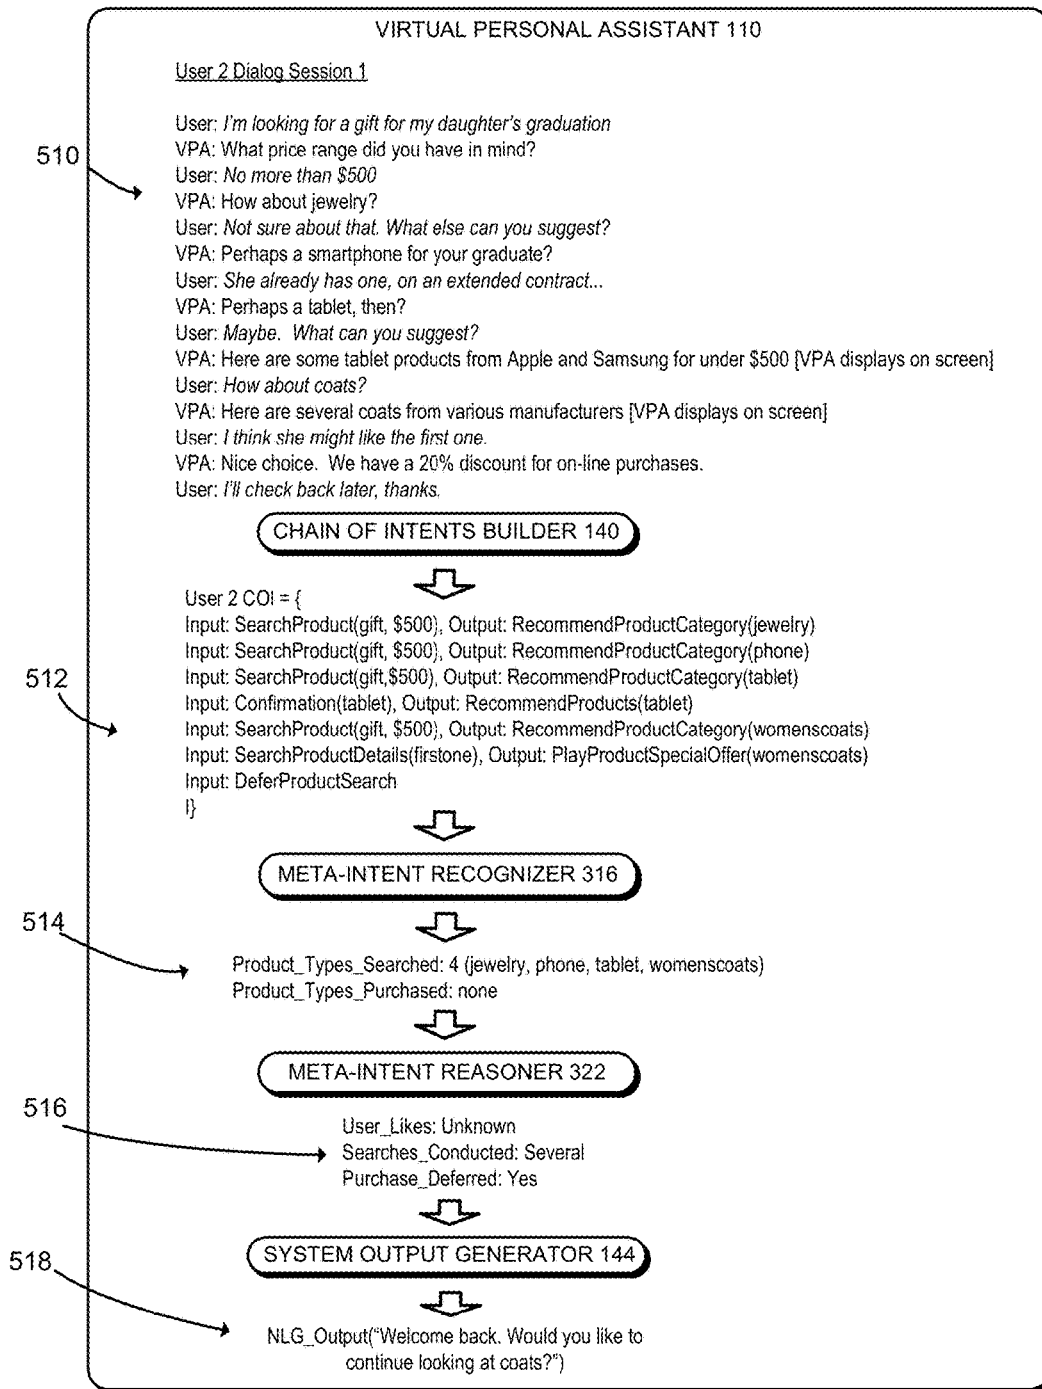 VIRTUAL PERSONAL ASSISTANT 110
User 2 Dialog Session 1
User: I'm looking for a gift for my daughter's graduation
510
VPA: What price range did you have in mind?
User: No more than $500
VPA: How about jewelry?
User: Not sure about that. What else can you suggest?
VPA: Perhaps a smartphone for your graduate?
User: She already has one, on an extended contract...
VPA: Perhaps a tablet, then?
User: Maybe. What can you suggest?
VPA: Here are some tablet products from Apple and Samsung for under $500 [VPA displays on screen]
User: How about coats?
VPA: Here are several coats from various manufacturers [VPA displays on screen]
User: I think she might like the first one.
VPA: Nice choice. We have a 20% discount for on-line purchases.
User: I'll check back later, thanks.
CHAIN OF INTENTS BUILDER 140
User 2 COI = {
Input: SearchProduct(gift, $500), Output: RecommendProductCategory(jewelry)
Input: SearchProduct(gift, $500), Output: RecommendProductCategory(phone)
512
Input: SearchProduct(gift,$500), Output: RecommendProductCategory(tablet)
Input: Confirmation(tablet), Output: RecommendProducts(tablet)
Input: SearchProduct(gift, $500), Output: RecommendProductCategory(womenscoats)
Input: SearchProductDetails(firstone), Output: PlayProductSpecialOffer(womenscoats)
Input: DeferProductSearch
I}
META-INTENT RECOGNIZER 316
514
Product_Types_Searched: 4 (jewelry, phone, tablet, womenscoats)
Product_Types_Purchased: none
META-INTENT REASONER 322
516
User_Likes: Unknown
Searches_Conducted: Several
Purchase_Deferred: Yes
SYSTEM OUTPUT GENERATOR 144
518
NLG_Output("Welcome back. Would you like to
continue looking at coats?")